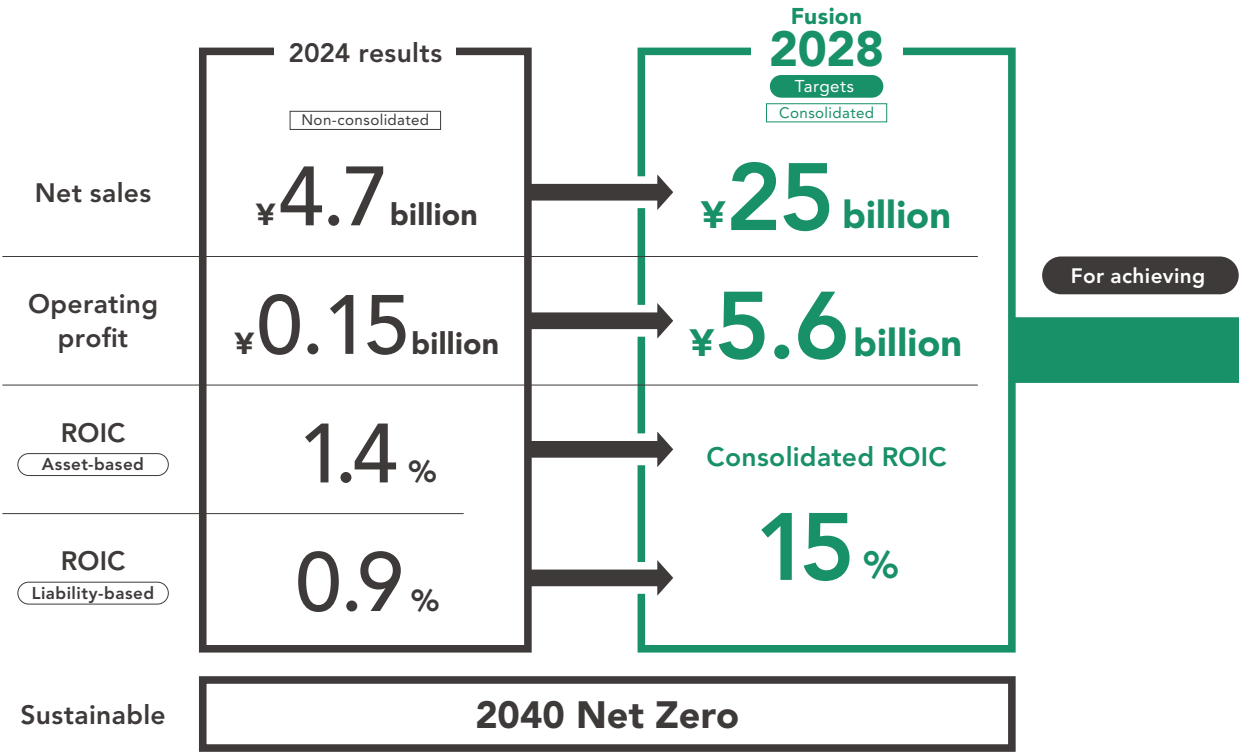 2024 results
Non-consolidated
Fusion
2028
Targets
Consolidated
Net sales
¥4.7 billion
¥25 billion
Operating
profit
¥0.15 billion
¥5.6 billion
For achieving
ROIC
Asset-based
1.4 %
Consolidated ROIC
15 %
ROIC
Liability-based
0.9 %
Sustainable
2040 Net Zero